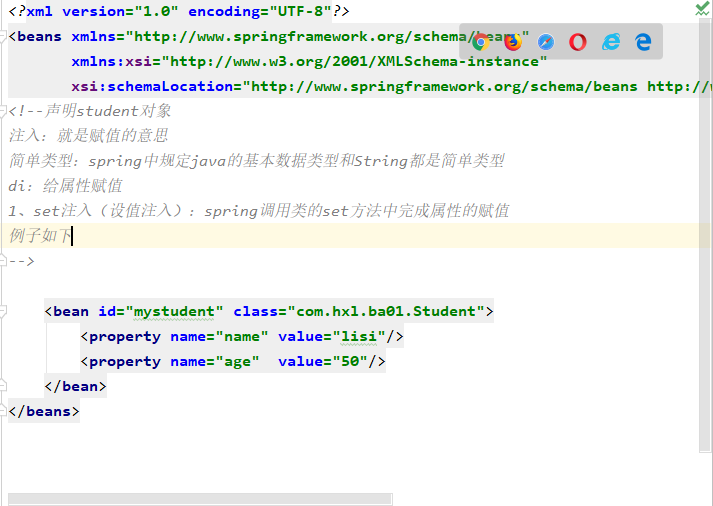 <?xml version="1.0" encoding="UTF-8"?>
<beans xmlns="http://www.springframework.org/schema/beans"
xmlns:xsi="http://www.w3.org/2001/XMLSchema-instance"
xsi:schemaLocation="http://www.springframework.org/schema/beans http://w
<!--声明student对象
注入：就是赋值的意思
简单类型：spring中规定java的基本数据类型和String都是简单类型
di：给属性赋值
1、set注入（设值注入）：spring调用类的set方法中完成属性的赋值
例子如下
-->
<bean id="mystudent" class="com.hxl.ba01.Student">
<property name="name" value="lisi"/>
<property name="age"  value="50"/>
</bean>
</beans>